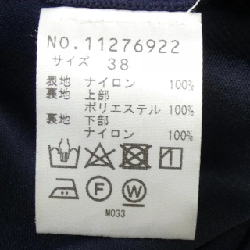 NO.11276922
サイズ 38
表地 ナイロン 100%
裏地 上部
ポリエステル 100%
裏地 下部
ナイロン 100%
F W
M033